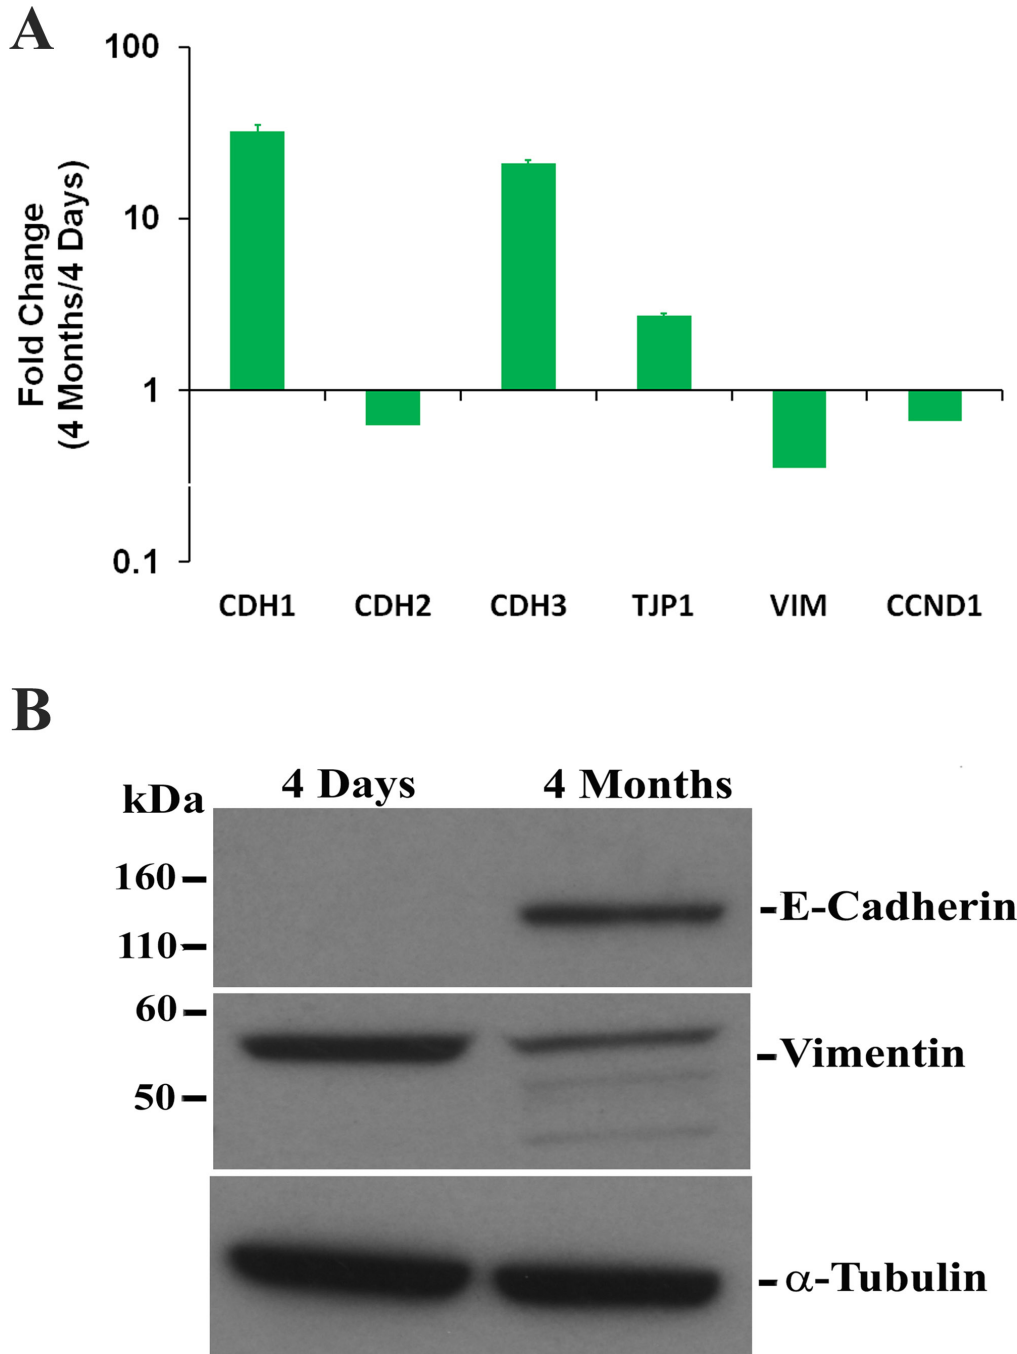 A
100
10
1
0.1
Fold Change
(4 Months/4 Days)
CDH1 CDH2 CDH3 TJP1 VIM CCND1
B
kDa 4 Days 4 Months
160
110
-E-Cadherin
60
50
-Vimentin
-α-Tubulin